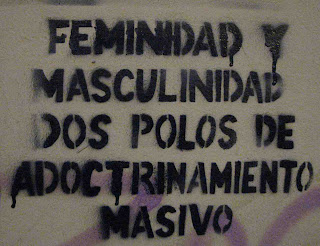 FEMINIDAD Y
MASCULINIDAD
DOS POLOS DE
ADOCTRINAMIENTO
MASIVO